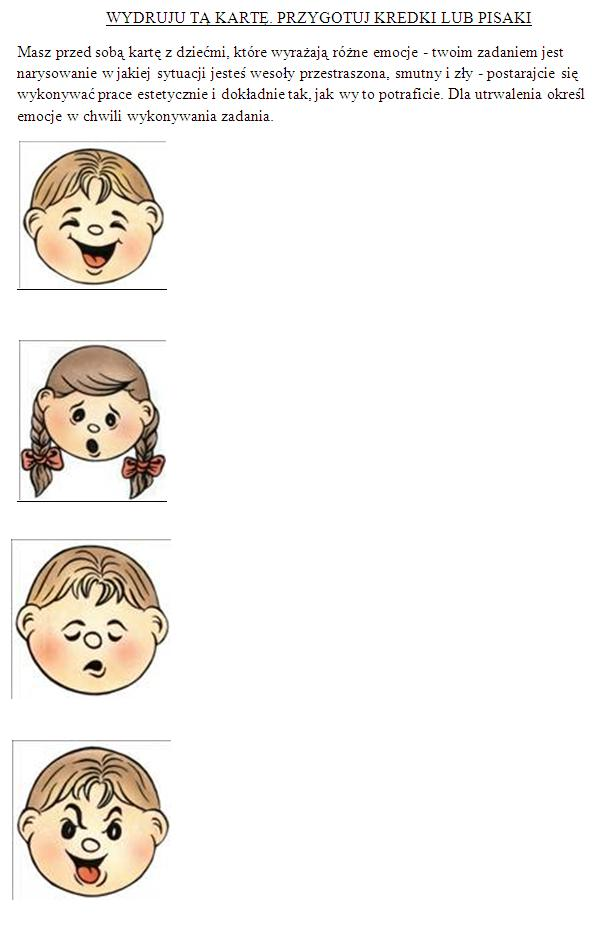 WYDRUJU TĄ KARTĘ. PRZYGOTUJ KREDKI LUB PISAKI
Masz przed sobą kartę z dziećmi, które wyrażają różne emocje - twoim zadaniem jest
narysowanie w jakiej sytuacji jesteś wesoły przestraszona, smutny i zły - postarajcie się
wykonywać prace estetycznie i dokładnie tak, jak wy to potraficie. Dla utrwalenia określ
emocje w chwili wykonywania zadania.